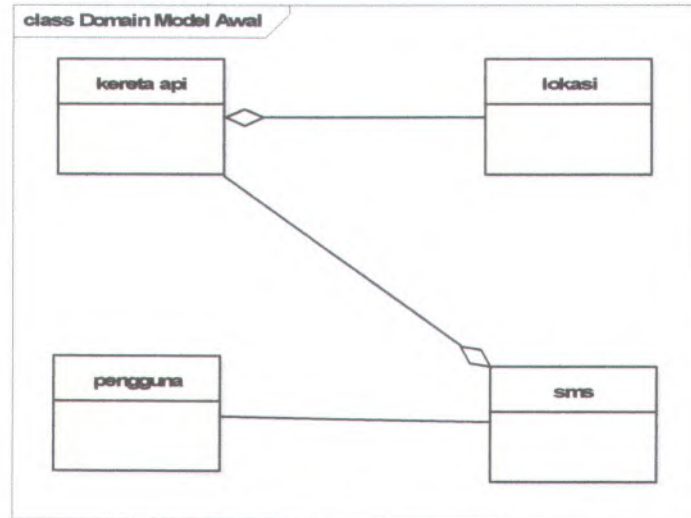 class Domain Model Awal
kereta api
lokasi
pengguna
sms